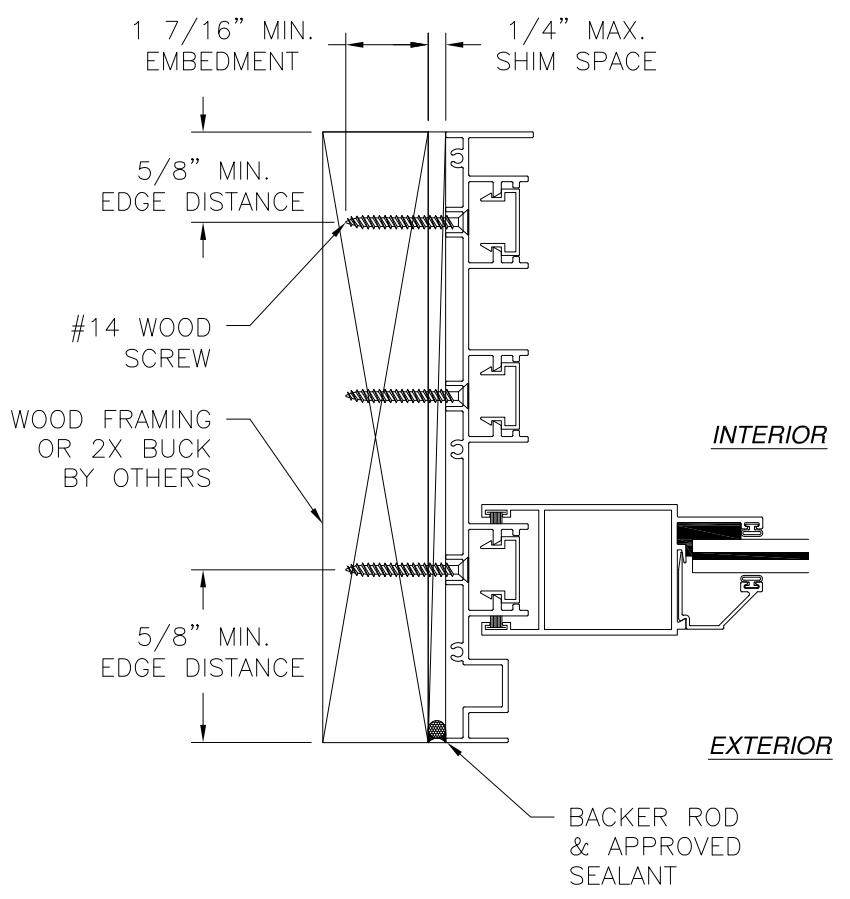 1 7/16” MIN.
EMBEDMENT
1/4” MAX.
SHIM SPACE
5/8” MIN.
EDGE DISTANCE
#14 WOOD
SCREW
WOOD FRAMING
OR 2X BUCK
BY OTHERS
INTERIOR
5/8” MIN.
EDGE DISTANCE
EXTERIOR
BACKER ROD
& APPROVED
SEALANT